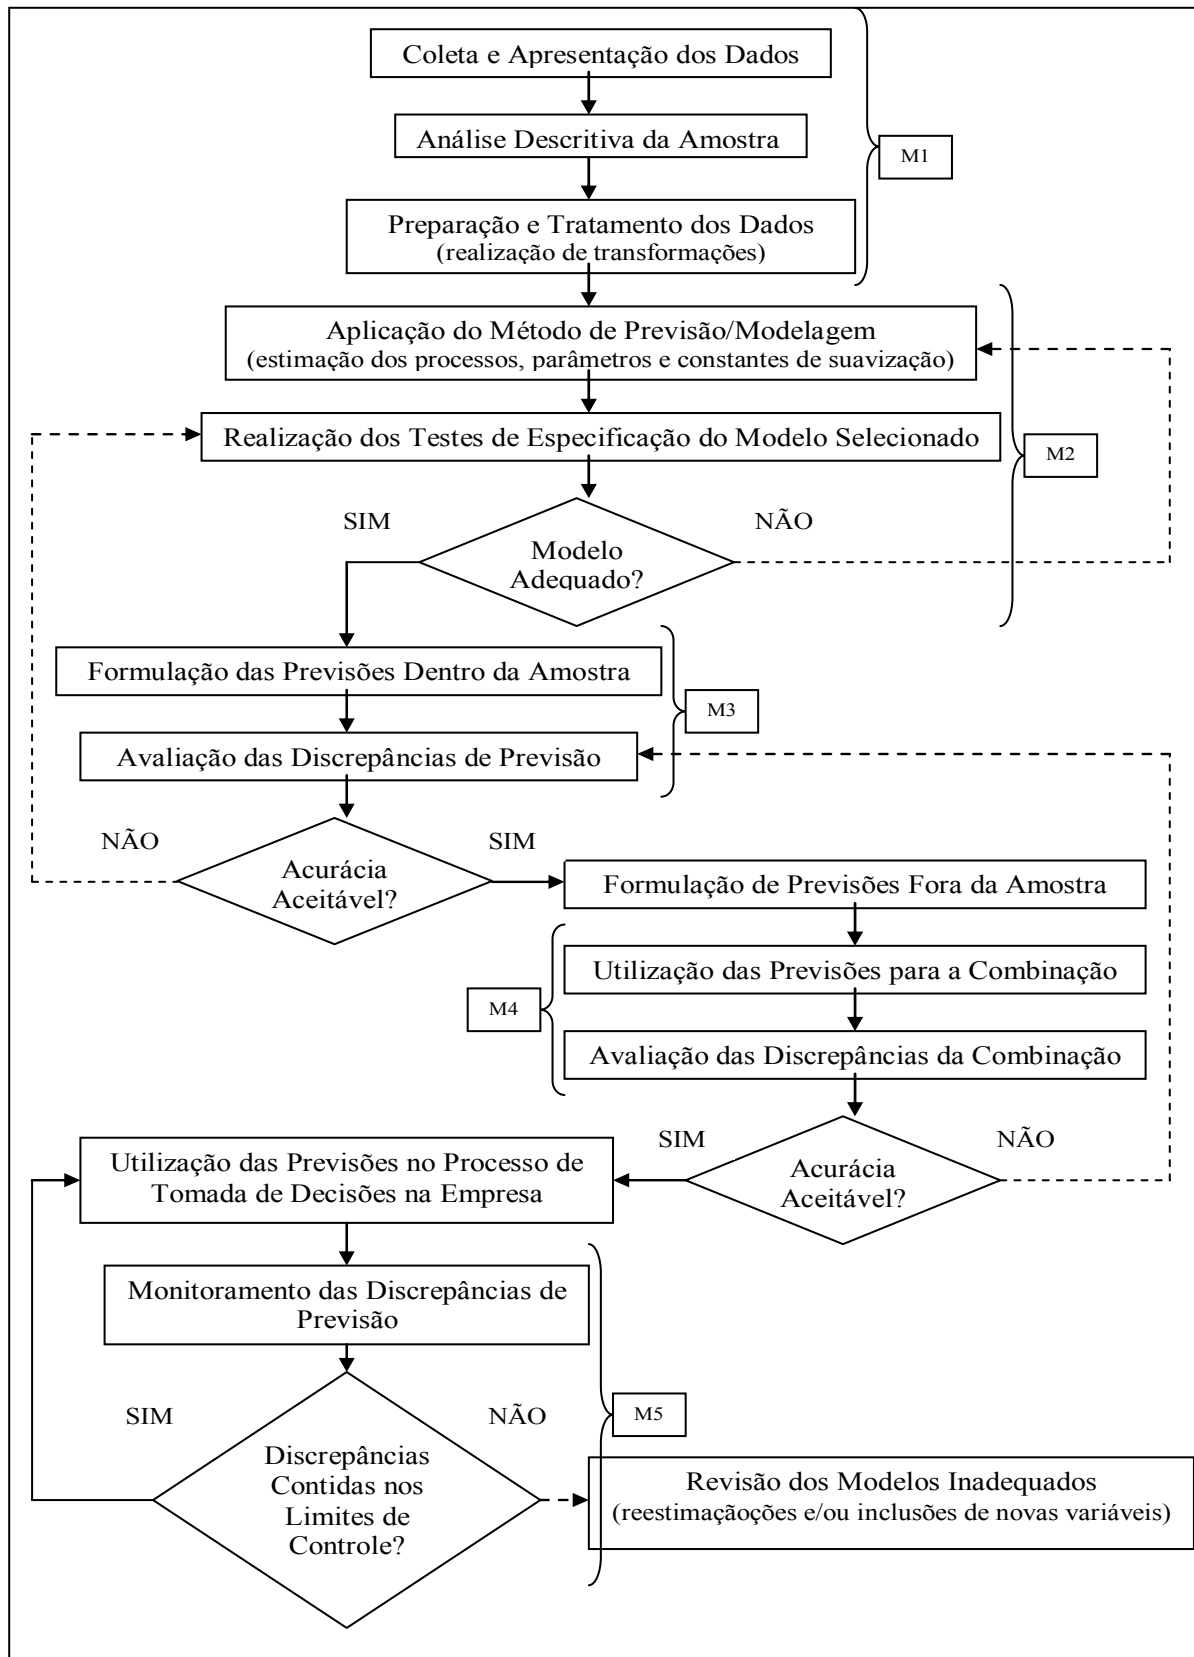 Coleta e Apresentação dos Dados
Análise Descritiva da Amostra
M1
Preparação e Tratamento dos Dados
(realização de transformações)
Aplicação do Método de Previsão/Modelagem
(estimação dos processos, parâmetros e constantes de suavização)
Realização dos Testes de Especificação do Modelo Selecionado
M2
SIM
NÃO
Modelo
Adequado?
Formulação das Previsões Dentro da Amostra
M3
Avaliação das Discrepâncias de Previsão
NÃO
SIM
Acurácia
Aceitável?
Formulação de Previsões Fora da Amostra
Utilização das Previsões para a Combinação
M4
Avaliação das Discrepâncias da Combinação
SIM
NÃO
Acurácia
Aceitável?
Utilização das Previsões no Processo de
Tomada de Decisões na Empresa
Monitoramento das Discrepâncias de
Previsão
SIM
NÃO
M5
Discrepâncias
Contidas nos
Limites de
Controle?
Revisão dos Modelos Inadequados
(reestimaçãoções e/ou inclusões de novas variáveis)